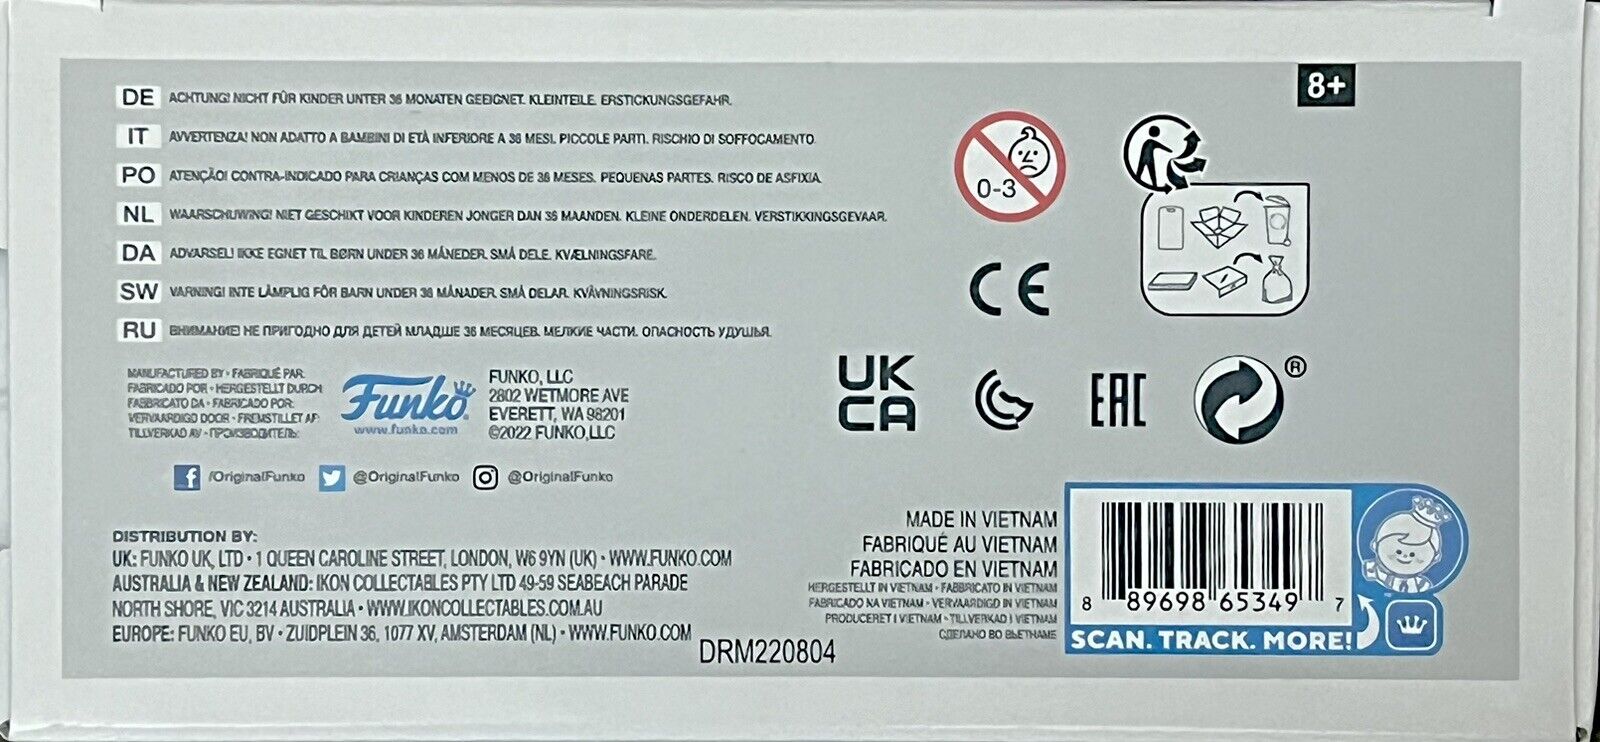 8+
DE ACHTUNG! NICHT FÜR KINDER UNTER 36 MONATEN GEEIGNET. KLEINTEILE. ERSTICKUNGSGEFAHR.
IT AVVERTENZA! NON ADATTO A BAMBINI DI ETÀ INFERIORE A 36 MESI. PICCOLE PARTI. RISCHIO DI SOFFOCAMENTO.
PO ATENÇÃO! CONTRA-INDICADO PARA CRIANÇAS COM MENOS DE 36 MESES. PEQUENAS PARTES. RISCO DE ASFIXIA.
NL WAARSCHUWING! NIET GESCHIKT VOOR KINDEREN JONGER DAN 36 MAANDEN. KLEINE ONDERDELEN. VERSTIKKINGSGEVAAR.
DA ADVARSEL! IKKE EGNET TIL BØRN UNDER 36 MÅNEDER. SMÅ DELE. KVÆLNINGSFARE.
SW VARNING! INTE LÄMPLIG FÖR BARN UNDER 36 MÅNADER. SMÅ DELAR. KVÄVNINGSRISK.
RU ВНИМАНИЕ! НЕ ПРИГОДНО ДЛЯ ДЕТЕЙ МЛАДШЕ 36 МЕСЯЦЕВ. МЕЛКИЕ ЧАСТИ. ОПАСНОСТЬ УДУШЬЯ.
0-3
CE
UK
CA
EAC
®
MANUFACTURED BY • FABRIQUÉ PAR:
FABRICADO POR • HERGESTELLT DURCH
FABBRICATO DA • FABRICADO POR:
VERVAARDIGD DOOR • FREMSTILLET AF:
TILLVERKAD AV • ПРОИЗВОДИТЕЛЬ:
Funko
www.funko.com
FUNKO, LLC
2802 WETMORE AVE
EVERETT, WA 98201
©2022 FUNKO, LLC
/OriginalFunko @OriginalFunko @OriginalFunko
DISTRIBUTION BY:
UK: FUNKO UK, LTD • 1 QUEEN CAROLINE STREET, LONDON, W6 9YN (UK) • WWW.FUNKO.COM
AUSTRALIA & NEW ZEALAND: IKON COLLECTABLES PTY LTD 49-59 SEABEACH PARADE
NORTH SHORE, VIC 3214 AUSTRALIA • WWW.IKONCOLLECTABLES.COM.AU
EUROPE: FUNKO EU, BV • ZUIDPLEIN 36, 1077 XV, AMSTERDAM (NL) • WWW.FUNKO.COM
DRM220804
MADE IN VIETNAM
FABRIQUÉ AU VIETNAM
FABRICADO EN VIETNAM
HERGESTELLT IN VIETNAM • FABBRICATO IN VIETNAM
FABRICADO NA VIETNAM • VERVAARDIGD IN VIETNAM
PRODUCERET I VIETNAM • TILLVERKAD I VIETNAM
СДЕЛАНО ВО ВЬЕТНАМЕ
8 89698 65349 7
SCAN. TRACK. MORE!